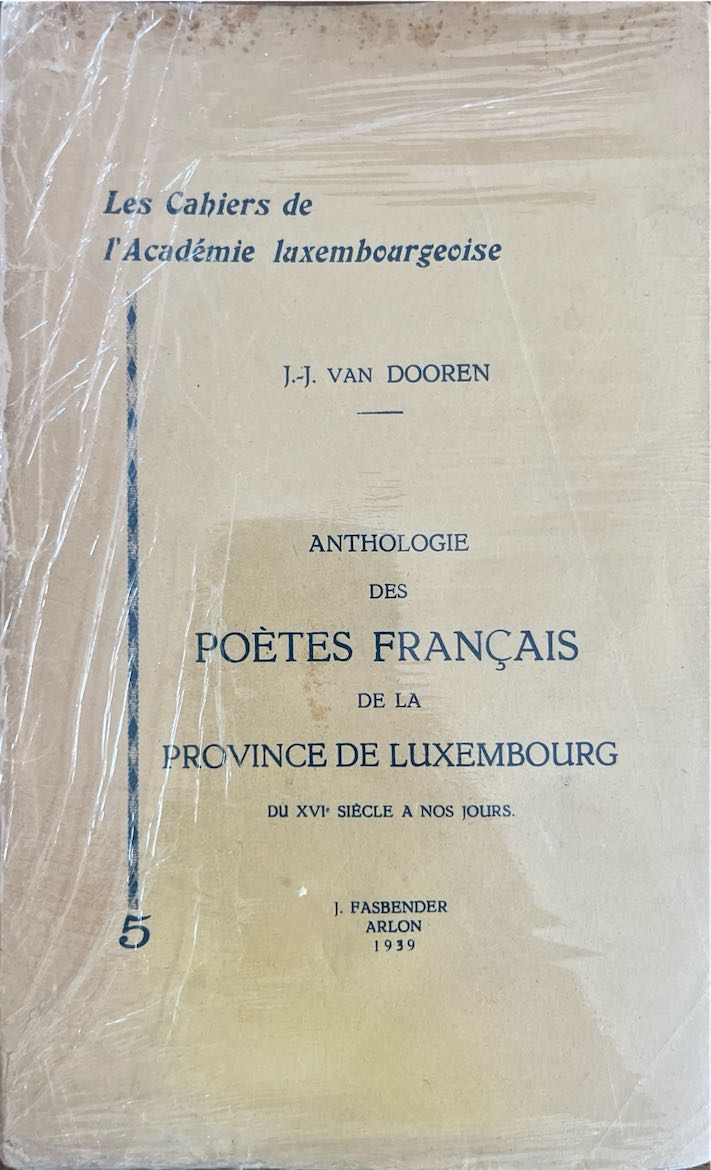 Les Cahiers de
l'Académie luxembourgeoise
J.-J. VAN DOOREN
ANTHOLOGIE
DES
POÈTES FRANÇAIS
DE LA
PROVINCE DE LUXEMBOURG
DU XVIe SIÈCLE A NOS JOURS.
5
J. FASBENDER
ARLON
1939